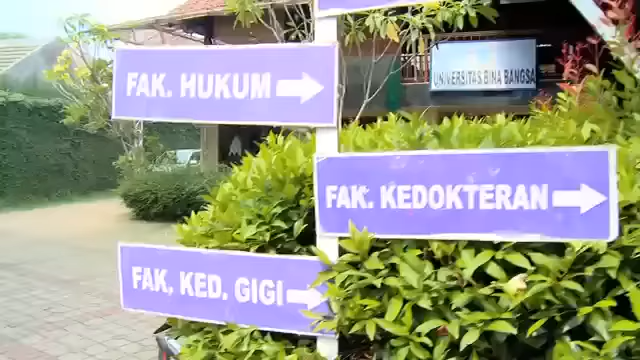 FAK. HUKUM
UNIVERSITAS BINA BANGSA
FAK. KEDOKTERAN
FAK. KED. GIGI